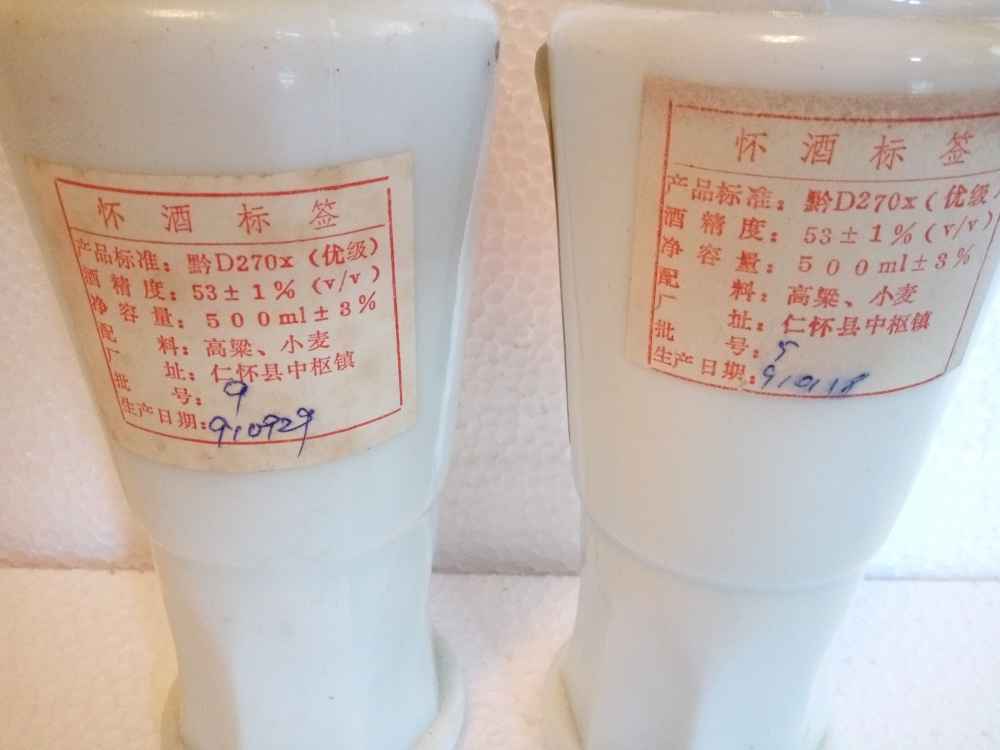 怀酒标签
产品标准：黔D270x（优级）
酒精度：53±1％（v/v）
净容量：500ml±3％
配料：高粱、小麦
厂址：仁怀县中枢镇
批号：9
生产日期：910929
怀酒标签
产品标准：黔D270x（优级
酒精度：53±1％（v/v）
净容量：500ml±3％
配料：高粱、小麦
厂址：仁怀县中枢镇
批号：
生产日期：910118